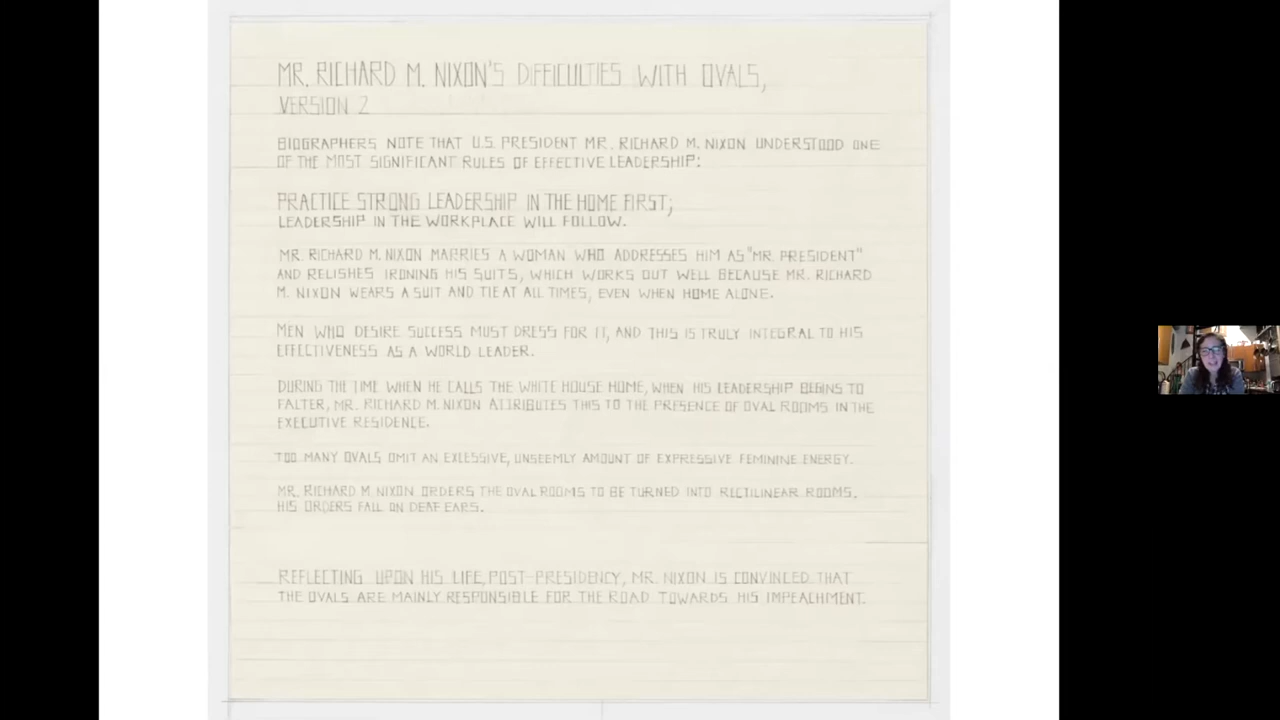 MR. RICHARD M. NIXON'S DIFFICULTIES WITH OVALS,
VERSION 2
BIOGRAPHERS NOTE THAT U.S. PRESIDENT MR. RICHARD M. NIXON UNDERSTOOD ONE
OF THE MOST SIGNIFICANT RULES OF EFFECTIVE LEADERSHIP:
PRACTICE STRONG LEADERSHIP IN THE HOME FIRST;
LEADERSHIP IN THE WORKPLACE WILL FOLLOW.
MR. RICHARD M. NIXON MARRIES A WOMAN WHO ADDRESSES HIM AS "MR. PRESIDENT"
AND RELISHES IRONING HIS SUITS, WHICH WORKS OUT WELL BECAUSE MR. RICHARD
M. NIXON WEARS A SUIT AND TIE AT ALL TIMES, EVEN WHEN HOME ALONE.
MEN WHO DESIRE SUCCESS MUST DRESS FOR IT, AND THIS IS TRULY INTEGRAL TO HIS
EFFECTIVENESS AS A WORLD LEADER.
DURING THE TIME WHEN HE CALLS THE WHITE HOUSE HOME, WHEN HIS LEADERSHIP BEGINS TO
FALTER, MR. RICHARD M. NIXON ATTRIBUTES THIS TO THE PRESENCE OF OVAL ROOMS IN THE
EXECUTIVE RESIDENCE.
TOO MANY OVALS OMIT AN EXLESSIVE, UNSEEMLY AMOUNT OF EXPRESSIVE FEMININE ENERGY.
MR. RICHARD M. NIXON ORDERS THE OVAL ROOMS TO BE TURNED INTO RECTILINEAR ROOMS.
HIS ORDERS FALL ON DEAF EARS.
REFLECTING UPON HIS LIFE, POST-PRESIDENCY, MR. NIXON IS CONVINCED THAT
THE OVALS ARE MAINLY RESPONSIBLE FOR THE ROAD TOWARDS HIS IMPEACHMENT.